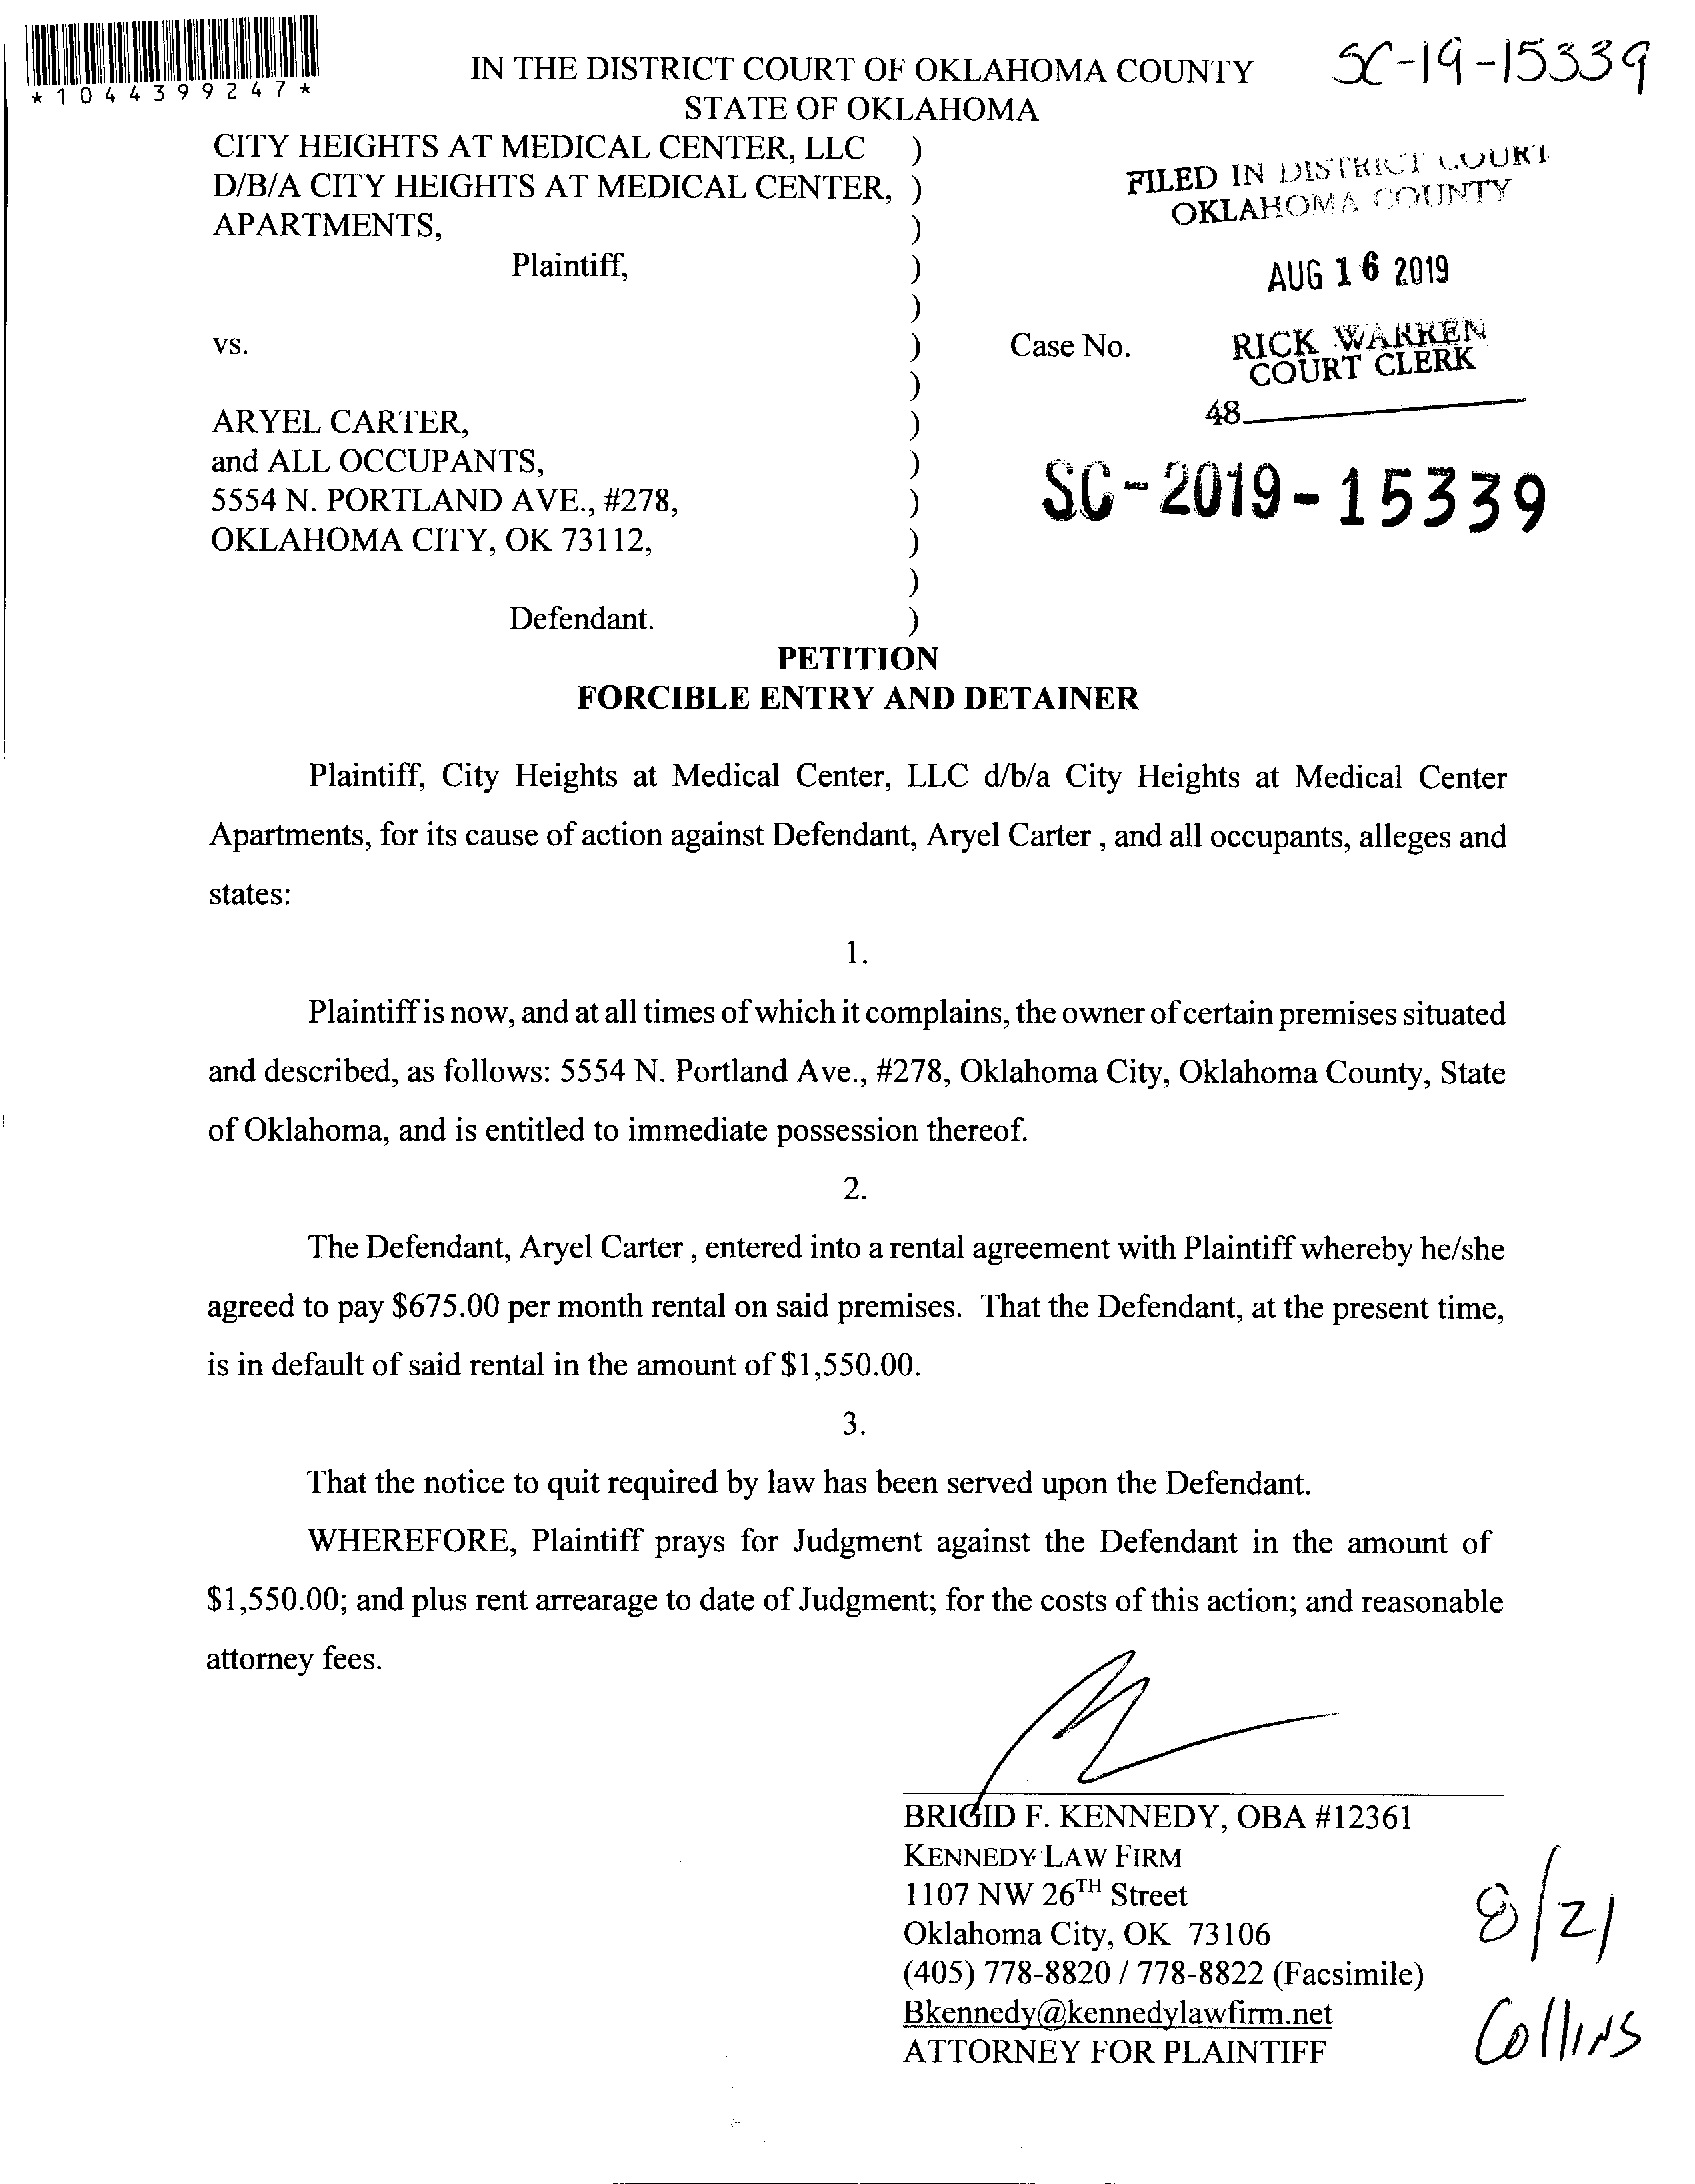 *1044399247*
SC-19-15339
IN THE DISTRICT COURT OF OKLAHOMA COUNTY
STATE OF OKLAHOMA
CITY HEIGHTS AT MEDICAL CENTER, LLC )
D/B/A CITY HEIGHTS AT MEDICAL CENTER, )
APARTMENTS, )
Plaintiff, )
)
vs. ) Case No.
)
ARYEL CARTER, )
and ALL OCCUPANTS, )
5554 N. PORTLAND AVE., #278, )
OKLAHOMA CITY, OK 73112, )
)
Defendant. )
FILED IN DISTRICT COURT
OKLAHOMA COUNTY
AUG 16 2019
RICK WARREN
COURT CLERK
48
SC-2019-15339
PETITION
FORCIBLE ENTRY AND DETAINER
Plaintiff, City Heights at Medical Center, LLC d/b/a City Heights at Medical Center
Apartments, for its cause of action against Defendant, Aryel Carter , and all occupants, alleges and
states:
1.
Plaintiff is now, and at all times of which it complains, the owner of certain premises situated
and described, as follows: 5554 N. Portland Ave., #278, Oklahoma City, Oklahoma County, State
of Oklahoma, and is entitled to immediate possession thereof.
2.
The Defendant, Aryel Carter , entered into a rental agreement with Plaintiff whereby he/she
agreed to pay $675.00 per month rental on said premises. That the Defendant, at the present time,
is in default of said rental in the amount of $1,550.00.
3.
That the notice to quit required by law has been served upon the Defendant.
WHEREFORE, Plaintiff prays for Judgment against the Defendant in the amount of
$1,550.00; and plus rent arrearage to date of Judgment; for the costs of this action; and reasonable
attorney fees.
BRIGID F. KENNEDY, OBA #12361
KENNEDY LAW FIRM
1107 NW 26TH Street
Oklahoma City, OK 73106
(405) 778-8820 / 778-8822 (Facsimile)
Bkennedy@kennedylawfirm.net
ATTORNEY FOR PLAINTIFF
8/21
Collins